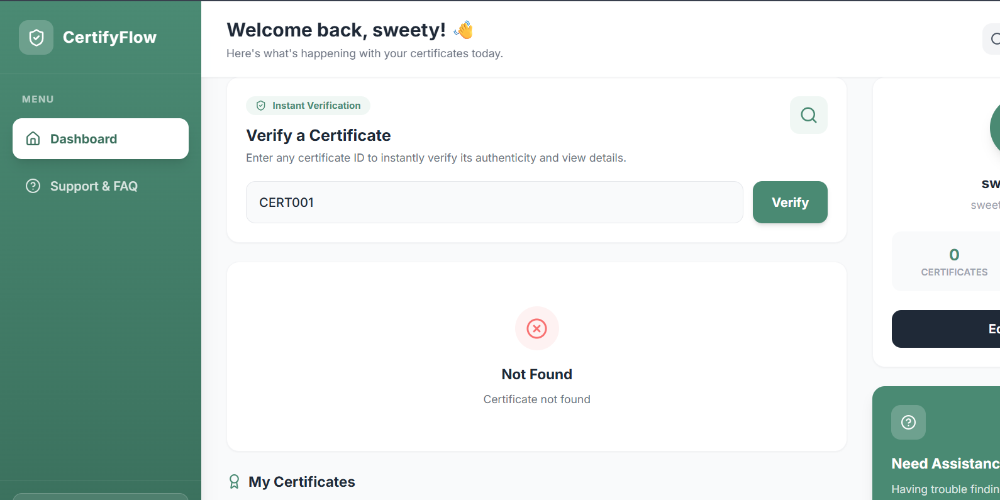 CertifyFlow
MENU
Dashboard
Support & FAQ
Welcome back, sweety! 👋
Here's what's happening with your certificates today.
Instant Verification
Verify a Certificate
Enter any certificate ID to instantly verify its authenticity and view details.
CERT001
Verify
Not Found
Certificate not found
My Certificates
sw
sweet
0
CERTIFICATES
Need Assistanc
Having trouble findin